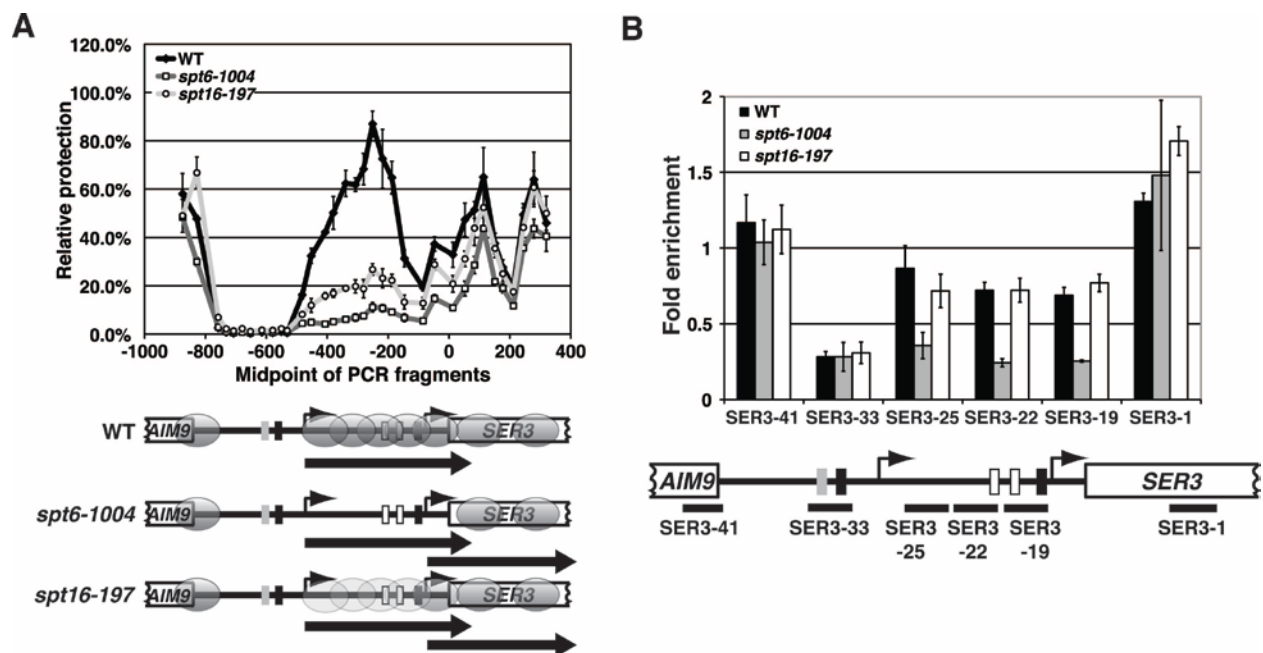 A
120.0%
100.0%
80.0%
60.0%
40.0%
20.0%
0.0%
Relative protection
WT
spt6-1004
spt16-197
-1000 -800 -600 -400 -200 0 200 400
Midpoint of PCR fragments
WT AIM9 SER3
spt6-1004 AIM9 SER3
spt16-197 AIM9 SER3
B
2
1.5
1
0.5
0
Fold enrichment
WT
spt6-1004
spt16-197
SER3-41 SER3-33 SER3-25 SER3-22 SER3-19 SER3-1
AIM9 SER3
SER3-41 SER3-33 SER3 SER3 SER3 SER3-1
-25 -22 -19